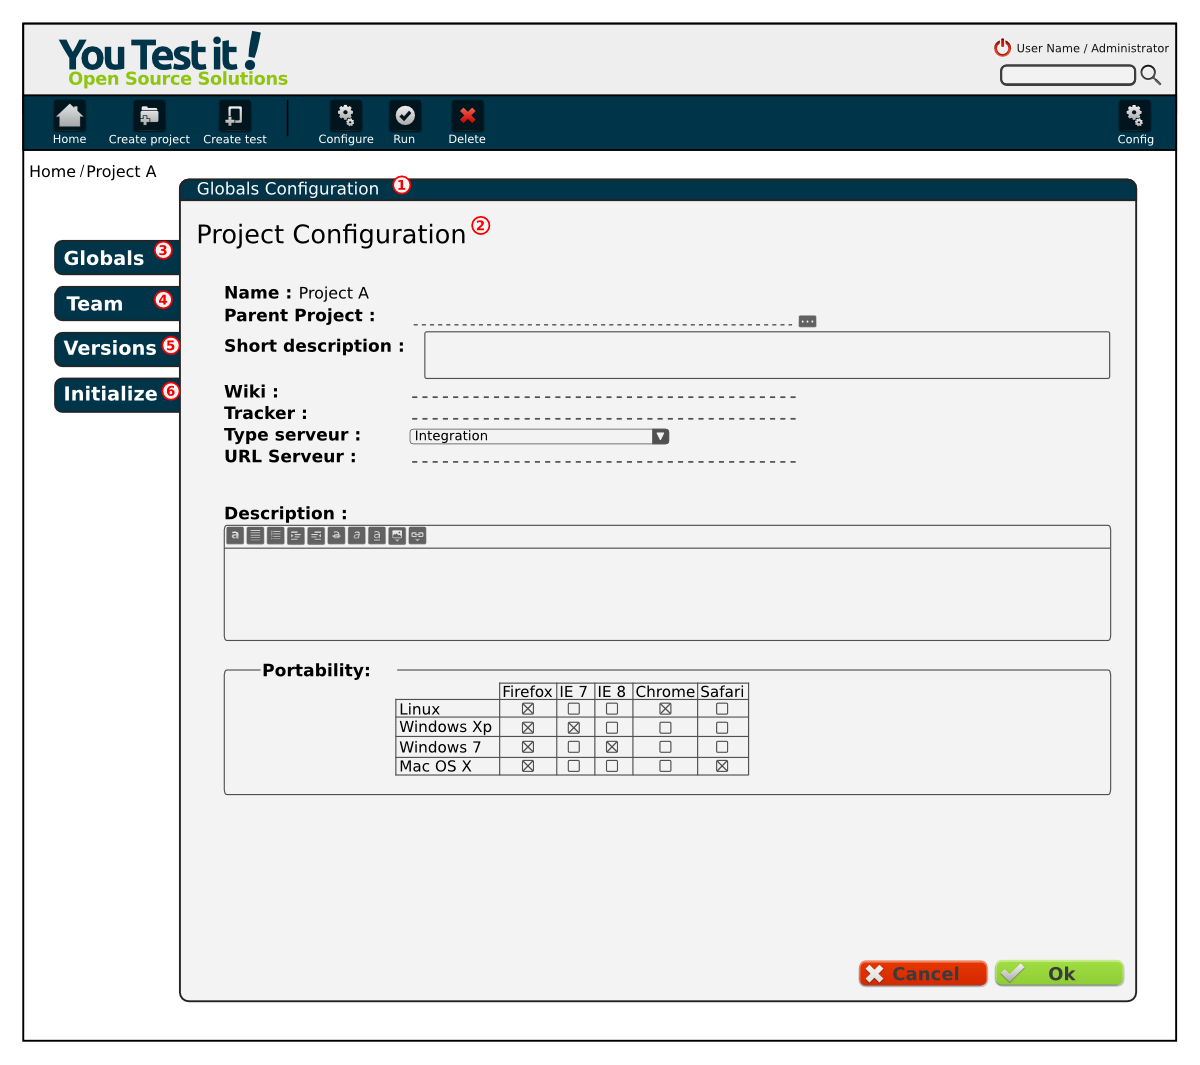 You Test it!
Open Source Solutions
User Name / Administrator
Home Create project Create test Configure Run Delete Config
Home / Project A
Globals Configuration 1
Project Configuration 2
Globals 3
Team 4
Versions 5
Initialize 6
Name : Project A
Parent Project : ...
Short description :
Wiki :
Tracker :
Type serveur : Integration
URL Serveur :
Description :
a a a a
Portability:
Firefox IE 7 IE 8 Chrome Safari
Linux
Windows Xp
Windows 7
Mac OS X
Cancel Ok